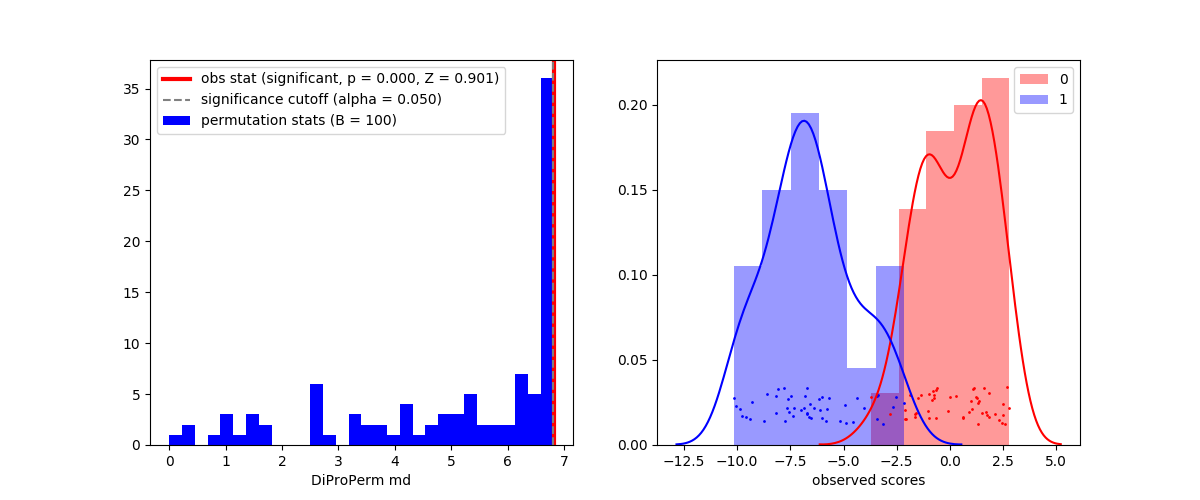 obs stat (significant, p = 0.000, Z = 0.901)
significance cutoff (alpha = 0.050)
permutation stats (B = 100)
35
30
25
20
15
10
5
0
0 1 2 3 4 5 6 7
DiProPerm md
0
1
0.20
0.15
0.10
0.05
0.00
−12.5 −10.0 −7.5 −5.0 −2.5 0.0 2.5 5.0
observed scores